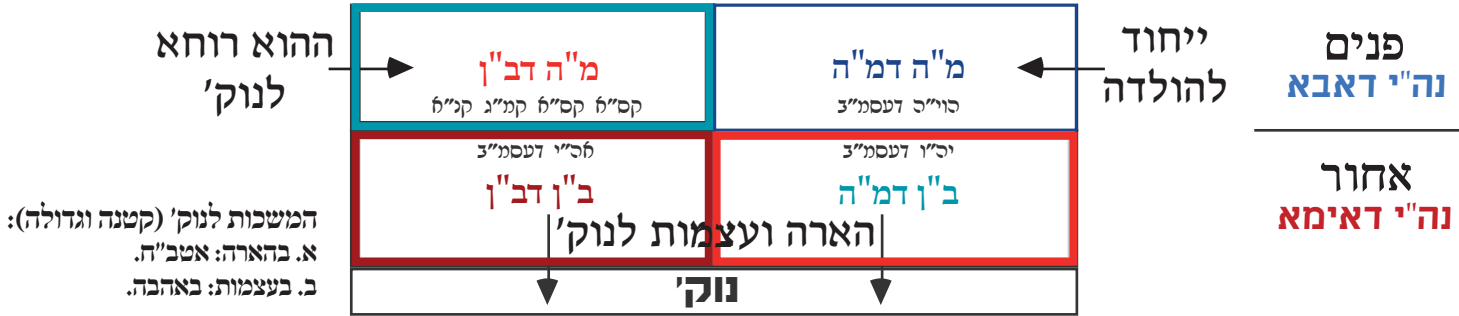 פנים
נה"י דאבא
אחור
נה"י דאימא
ייחוד
להולדה
מ"ה דמ"ה
הוי"ה דעסמ"ב
מ"ה דב"ן
קס"א קס"א קמ"ג קנ"א
ההוא רוחא
לנוק'
יה"ו דעסמ"ב
ב"ן דמ"ה
אה"י דעסמ"ב
ב"ן דב"ן
הארה ועצמות לנוק'
נוק'
המשכות לנוק' (קטנה וגדולה):
א. בהארה: אטב"ח.
ב. בעצמות: באהבה.